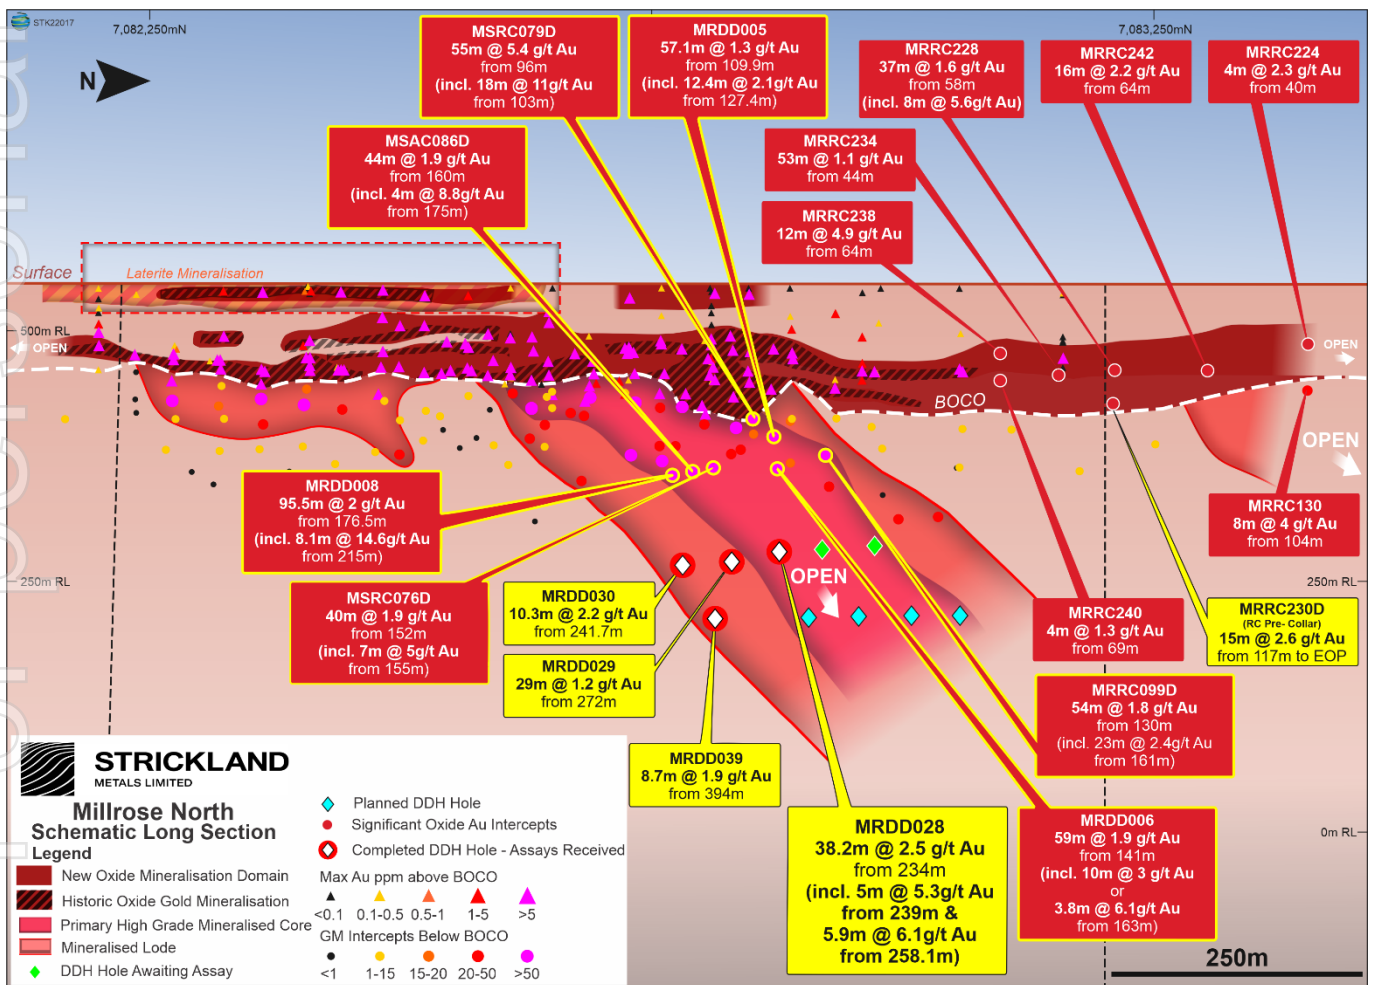 STK22017
7,082,250mN
7,083,250mN
N
MSRC079D
55m @ 5.4 g/t Au
from 96m
(incl. 18m @ 11g/t Au
from 103m)
MRDD005
57.1m @ 1.3 g/t Au
from 109.9m
(incl. 12.4m @ 2.1g/t Au
from 127.4m)
MRRC228
37m @ 1.6 g/t Au
from 58m
(incl. 8m @ 5.6g/t Au)
MRRC242
16m @ 2.2 g/t Au
from 64m
MRRC224
4m @ 2.3 g/t Au
from 40m
MSAC086D
44m @ 1.9 g/t Au
from 160m
(incl. 4m @ 8.8g/t Au
from 175m)
MRRC234
53m @ 1.1 g/t Au
from 44m
MRRC238
12m @ 4.9 g/t Au
from 64m
Surface
Laterite Mineralisation
500m RL
OPEN
OPEN
BOCO
OPEN
MRDD008
95.5m @ 2 g/t Au
from 176.5m
(incl. 8.1m @ 14.6g/t Au
from 215m)
MRRC130
8m @ 4 g/t Au
from 104m
250m RL
250m RL
OPEN
MSRC076D
40m @ 1.9 g/t Au
from 152m
(incl. 7m @ 5g/t Au
from 155m)
MRDD030
10.3m @ 2.2 g/t Au
from 241.7m
MRDD029
29m @ 1.2 g/t Au
from 272m
MRRC240
4m @ 1.3 g/t Au
from 69m
MRRC230D
(RC Pre- Collar)
15m @ 2.6 g/t Au
from 117m to EOP
MRRC099D
54m @ 1.8 g/t Au
from 130m
(incl. 23m @ 2.4g/t Au
from 161m)
MRDD039
8.7m @ 1.9 g/t Au
from 394m
MRDD028
38.2m @ 2.5 g/t Au
from 234m
(incl. 5m @ 5.3g/t Au
from 239m &
5.9m @ 6.1g/t Au
from 258.1m)
MRDD006
59m @ 1.9 g/t Au
from 141m
(incl. 10m @ 3 g/t Au
or
3.8m @ 6.1g/t Au
from 163m)
0m RL
250m
STRICKLAND
METALS LIMITED
Millrose North
Schematic Long Section
Legend
New Oxide Mineralisation Domain
Historic Oxide Gold Mineralisation
Primary High Grade Mineralised Core
Mineralised Lode
DDH Hole Awaiting Assay
Planned DDH Hole
Significant Oxide Au Intercepts
Completed DDH Hole - Assays Received
Max Au ppm above BOCO
<0.1 0.1-0.5 0.5-1 1-5 >5
GM Intercepts Below BOCO
<1 1-15 15-20 20-50 >50